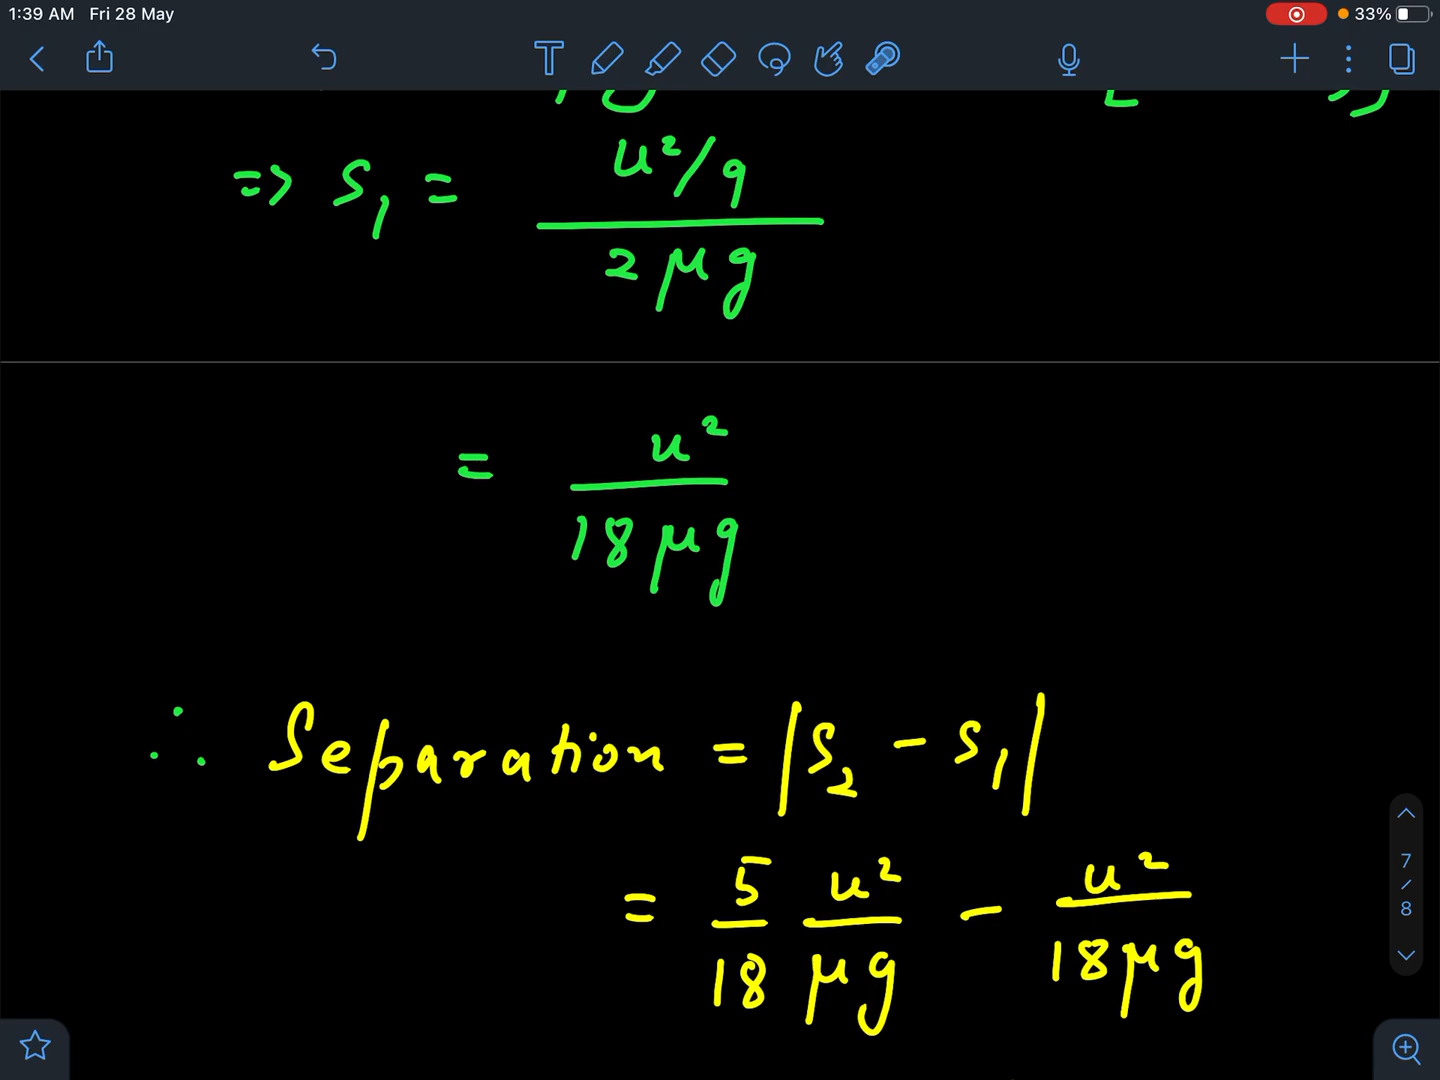 1:39 AM Fri 28 May 33%
T
=> S₁ = u²/9
2μg
= u²
18μg
∴ Separation = |S₂ - S₁|
= 5/18 u²/μg - u²/18μg
7
/
8